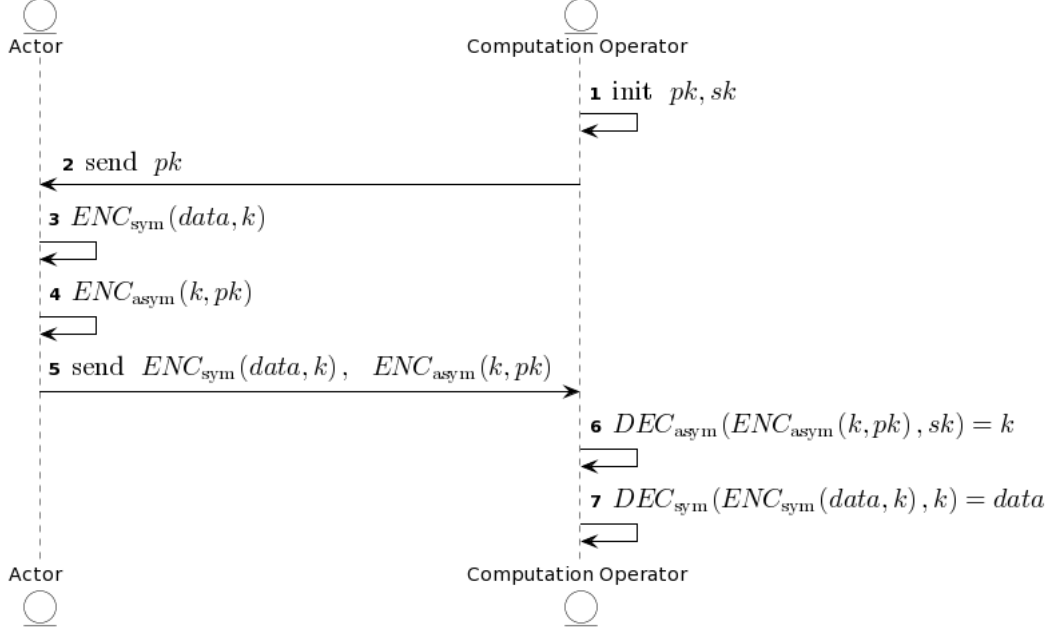 Actor Computation Operator
1 init pk, sk
2 send pk
3 ENC_sym(data, k)
4 ENC_asym(k, pk)
5 send ENC_sym(data, k), ENC_asym(k, pk)
6 DEC_asym(ENC_asym(k, pk), sk) = k
7 DEC_sym(ENC_sym(data, k), k) = data
Actor Computation Operator